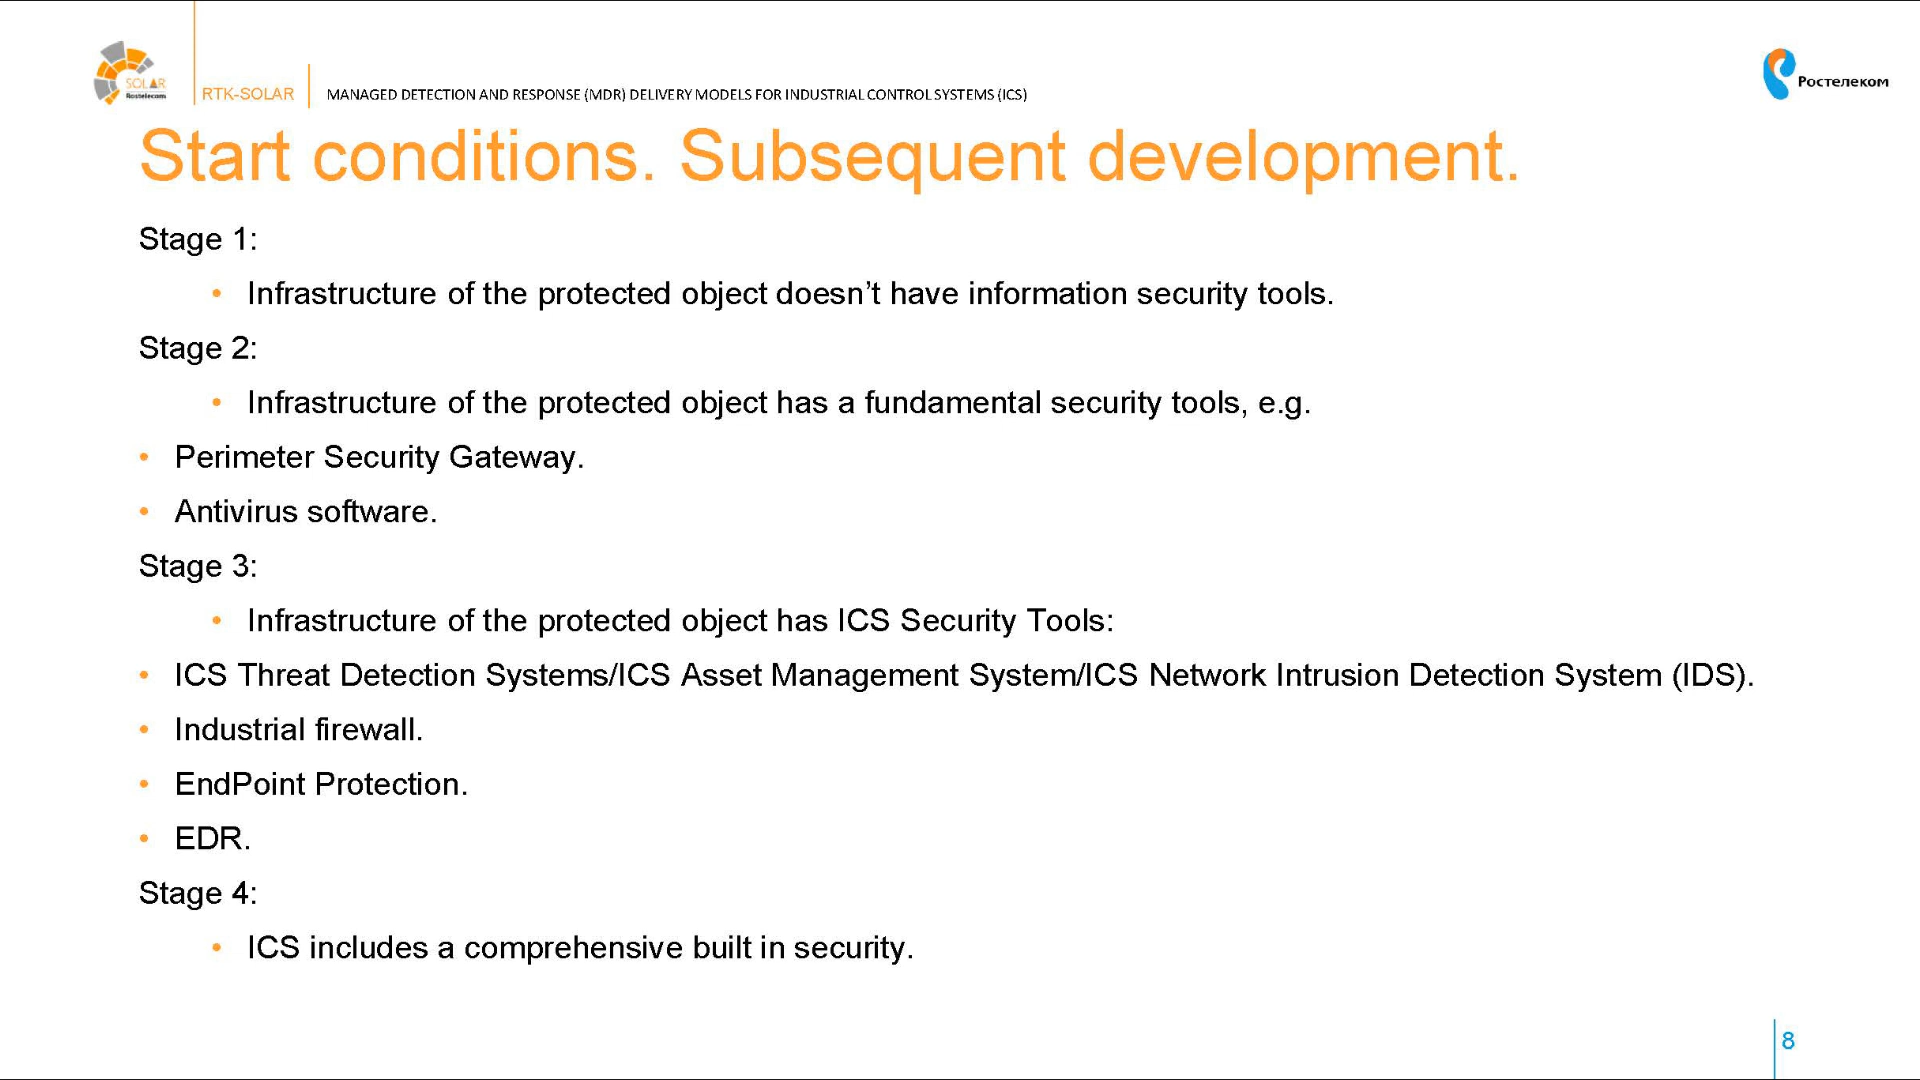 SOLAR
Rostelecom
RTK-SOLAR
MANAGED DETECTION AND RESPONSE (MDR) DELIVERY MODELS FOR INDUSTRIAL CONTROL SYSTEMS (ICS)
Ростелеком
Start conditions. Subsequent development.
Stage 1:
• Infrastructure of the protected object doesn’t have information security tools.
Stage 2:
• Infrastructure of the protected object has a fundamental security tools, e.g.
• Perimeter Security Gateway.
• Antivirus software.
Stage 3:
• Infrastructure of the protected object has ICS Security Tools:
• ICS Threat Detection Systems/ICS Asset Management System/ICS Network Intrusion Detection System (IDS).
• Industrial firewall.
• EndPoint Protection.
• EDR.
Stage 4:
• ICS includes a comprehensive built in security.
8